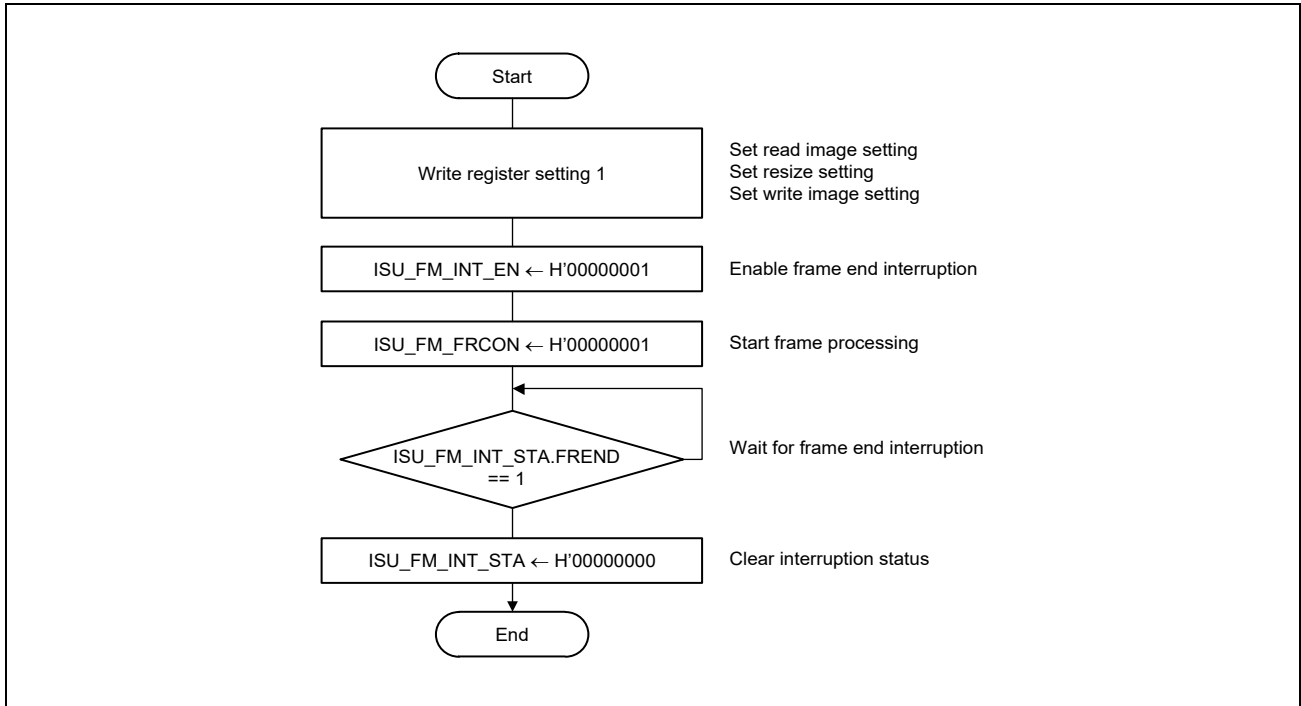 Start
Write register setting 1
Set read image setting
Set resize setting
Set write image setting
ISU_FM_INT_EN ← H’00000001
Enable frame end interruption
ISU_FM_FRCON ← H’00000001
Start frame processing
ISU_FM_INT_STA.FREND
== 1
Wait for frame end interruption
ISU_FM_INT_STA ← H’00000000
Clear interruption status
End